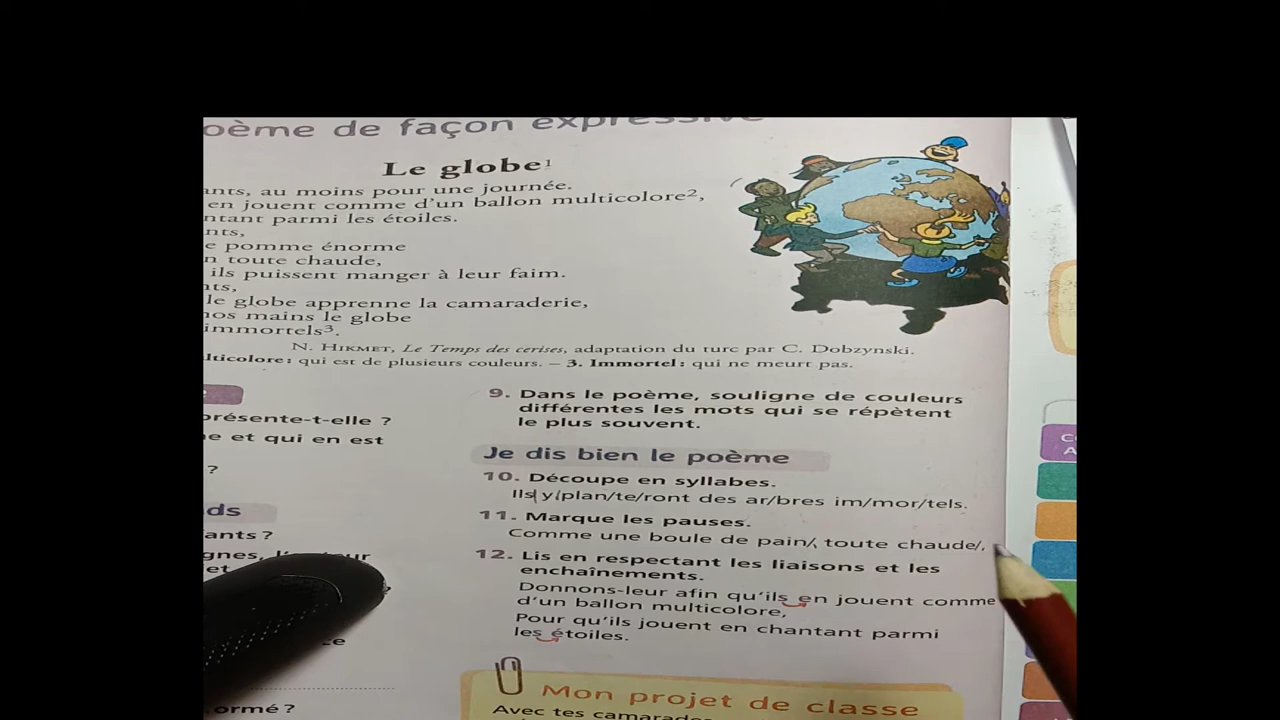 oème de façon expressive
Le globe1
ants, au moins pour une journée.
en jouent comme d'un ballon multicolore2,
ntant parmi les étoiles.
nts,
e pomme énorme
n toute chaude,
ils puissent manger à leur faim.
nts,
le globe apprenne la camaraderie,
nos mains le globe
immortels3.
N. HIKMET, Le Temps des cerises, adaptation du turc par C. Dobzynski.
lticolore : qui est de plusieurs couleurs. – 3. Immortel : qui ne meurt pas.
e
présente-t-elle ?
ne et qui en est
?
ds
ants ?
gnes,
et
ormé ?
9. Dans le poème, souligne de couleurs
différentes les mots qui se répètent
le plus souvent.
Je dis bien le poème
10. Découpe en syllabes.
Ils/ y/plan/te/ront des ar/bres im/mor/tels.
11. Marque les pauses.
Comme une boule de pain/, toute chaude/,
12. Lis en respectant les liaisons et les
enchaînements.
Donnons-leur afin qu'ils en jouent comme
d'un ballon multicolore,
Pour qu'ils jouent en chantant parmi
les étoiles.
Mon projet de classe
Avec tes camarades
C
A